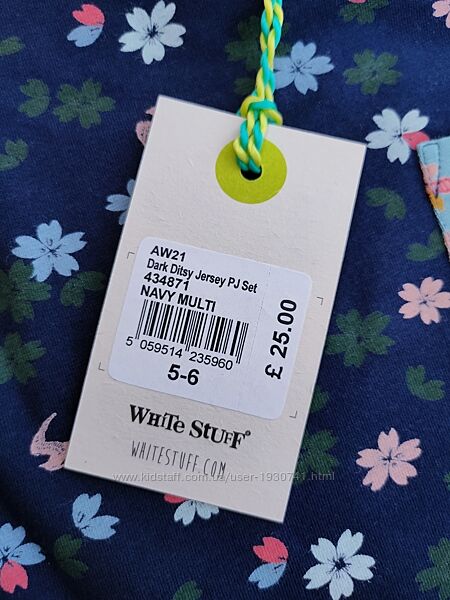 AW21
Dark Ditsy Jersey PJ Set
434871
NAVY MULTI
5 059514 235960
5-6
£ 25.00
WHiTe STUFF®
WHITESTUFF.COM
www.kidstaff.com.ua/user-1930741.html